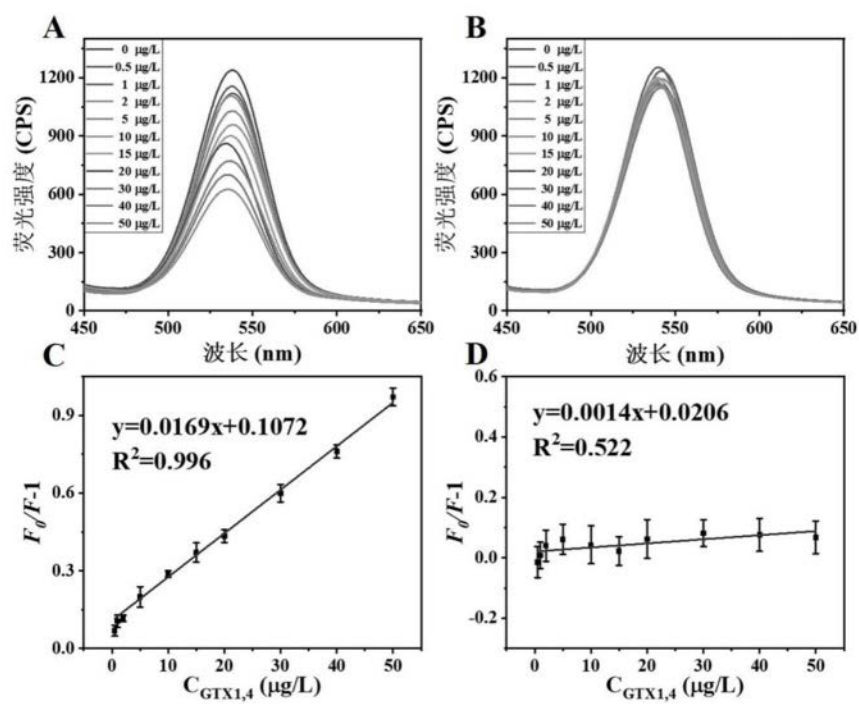 A
0 μg/L
0.5 μg/L
1 μg/L
2 μg/L
5 μg/L
10 μg/L
15 μg/L
20 μg/L
30 μg/L
40 μg/L
50 μg/L
荧光强度 (CPS)
1200
900
600
300
0
450 500 550 600 650
波长 (nm)
B
0 μg/L
0.5 μg/L
1 μg/L
2 μg/L
5 μg/L
10 μg/L
15 μg/L
20 μg/L
30 μg/L
40 μg/L
50 μg/L
荧光强度 (CPS)
1200
900
600
300
0
450 500 550 600 650
波长 (nm)
C
y=0.0169x+0.1072
R²=0.996
F₀/F-1
0.9
0.6
0.3
0.0
0 10 20 30 40 50
C_GTX1,4 (μg/L)
D
y=0.0014x+0.0206
R²=0.522
F₀/F-1
0.6
0.4
0.2
0.0
-0.2
0 10 20 30 40 50
C_GTX1,4 (μg/L)